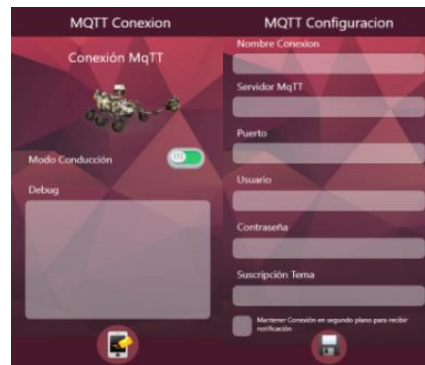 MQTT Conexion
Conexión MqTT
Modo Conducción
Debug
MQTT Configuracion
Nombre Conexion
Servidor MqTT
Puerto
Usuario
Contraseña
Suscripción Tema
Mantener Conexión en segundo plano para recibir
notificación